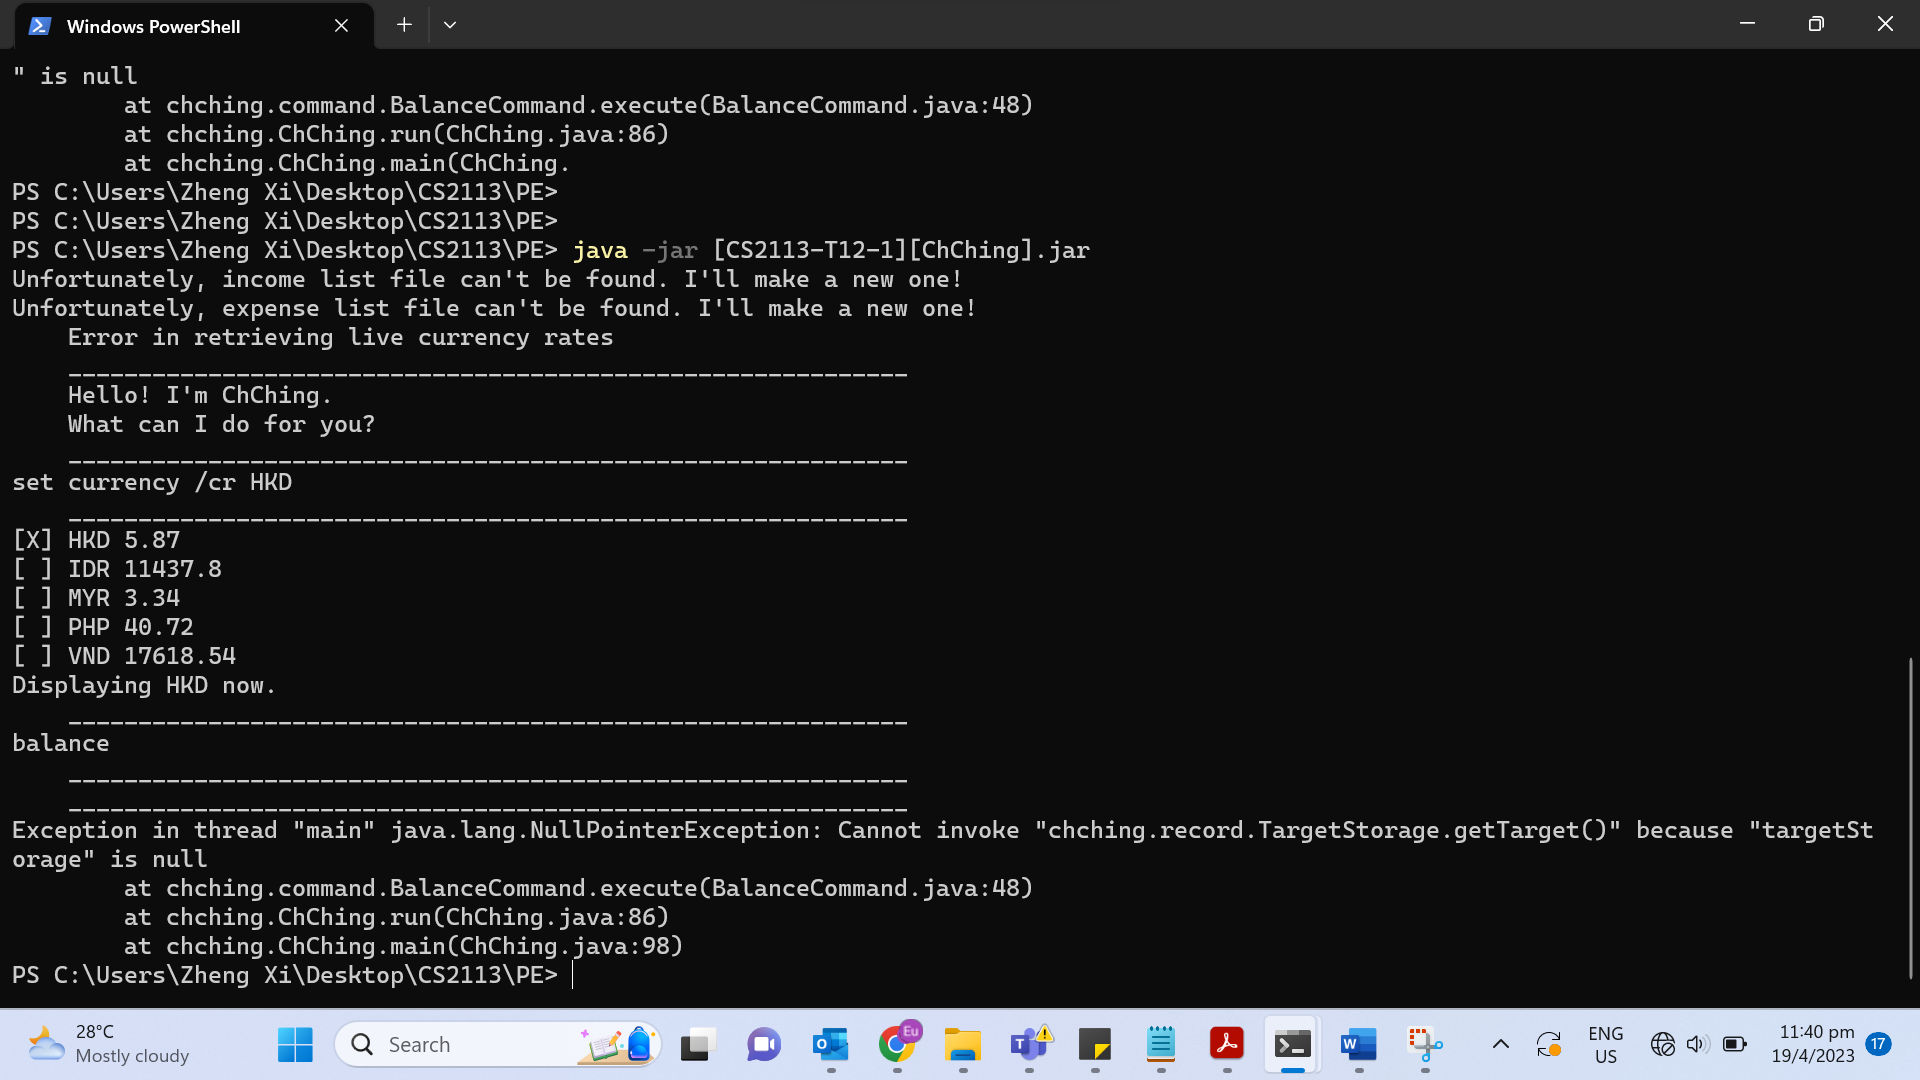 Windows PowerShell
" is null
at chching.command.BalanceCommand.execute(BalanceCommand.java:48)
at chching.ChChing.run(ChChing.java:86)
at chching.ChChing.main(ChChing.
PS C:\Users\Zheng Xi\Desktop\CS2113\PE>
PS C:\Users\Zheng Xi\Desktop\CS2113\PE>
PS C:\Users\Zheng Xi\Desktop\CS2113\PE> java -jar [CS2113-T12-1][ChChing].jar
Unfortunately, income list file can't be found. I'll make a new one!
Unfortunately, expense list file can't be found. I'll make a new one!
Error in retrieving live currency rates
____________________________________________________________
Hello! I'm ChChing.
What can I do for you?
____________________________________________________________
set currency /cr HKD
____________________________________________________________
[X] HKD 5.87
[ ] IDR 11437.8
[ ] MYR 3.34
[ ] PHP 40.72
[ ] VND 17618.54
Displaying HKD now.
____________________________________________________________
balance
____________________________________________________________
____________________________________________________________
Exception in thread "main" java.lang.NullPointerException: Cannot invoke "chching.record.TargetStorage.getTarget()" because "targetSt
orage" is null
at chching.command.BalanceCommand.execute(BalanceCommand.java:48)
at chching.ChChing.run(ChChing.java:86)
at chching.ChChing.main(ChChing.java:98)
PS C:\Users\Zheng Xi\Desktop\CS2113\PE>
28°C
Mostly cloudy
Search
Eu
ENG
US
11:40 pm
19/4/2023
17